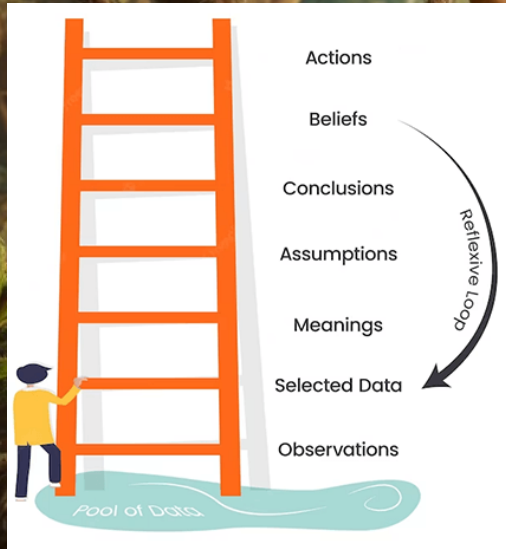 Actions
Beliefs
Conclusions
Reflexive Loop
Assumptions
Meanings
Selected Data
Observations
Pool of Data